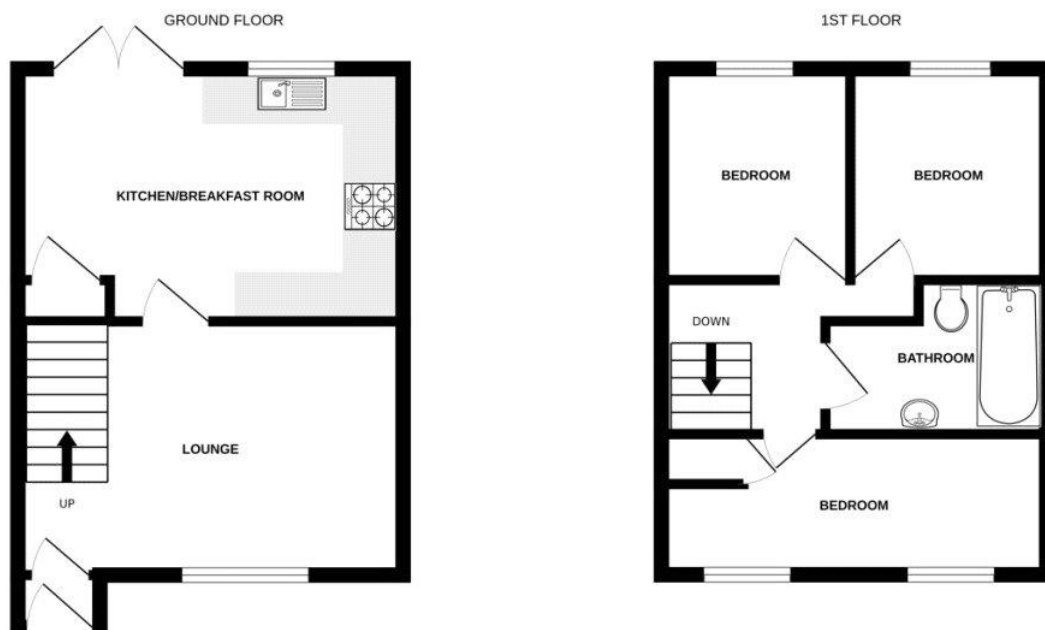 GROUND FLOOR
KITCHEN/BREAKFAST ROOM
LOUNGE
UP
1ST FLOOR
BEDROOM
BEDROOM
DOWN
BATHROOM
BEDROOM